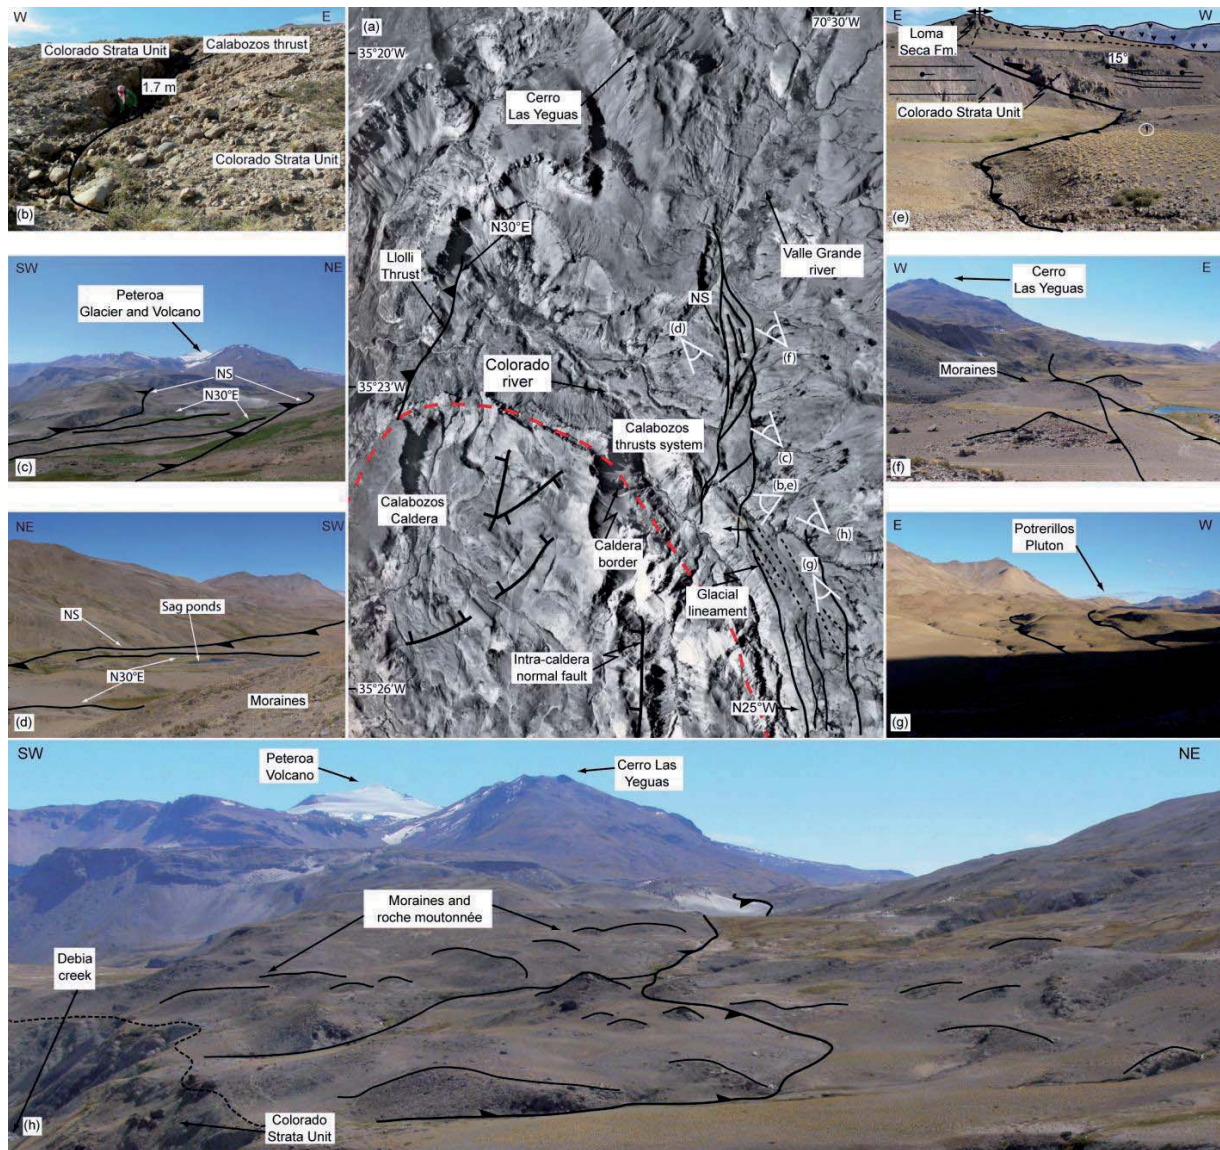 W
E
Colorado Strata Unit
Calabozos thrust
1.7 m
Colorado Strata Unit
(b)
SW
NE
Peteroa
Glacier and Volcano
NS
N30°E
(c)
NE
SW
Sag ponds
NS
N30°E
Moraines
(d)
(a)
70°30'W
35°20'W
Cerro
Las Yeguas
N30°E
Llolli
Thrust
Valle Grande
river
NS
(d)
(f)
Colorado
river
35°23'W
Calabozos
thrusts system
(c)
Calabozos
Caldera
(b,e)
(h)
Caldera
border
(g)
Glacial
lineament
Intra-caldera
normal fault
35°26'W
N25°W
E
W
Loma
Seca Fm.
15°
Colorado Strata Unit
1
(e)
W
E
Cerro
Las Yeguas
Moraines
(f)
E
W
Potrerillos
Pluton
(g)
SW
NE
Peteroa
Volcano
Cerro Las
Yeguas
Moraines and
roche moutonnée
Debia
creek
Colorado
Strata Unit
(h)